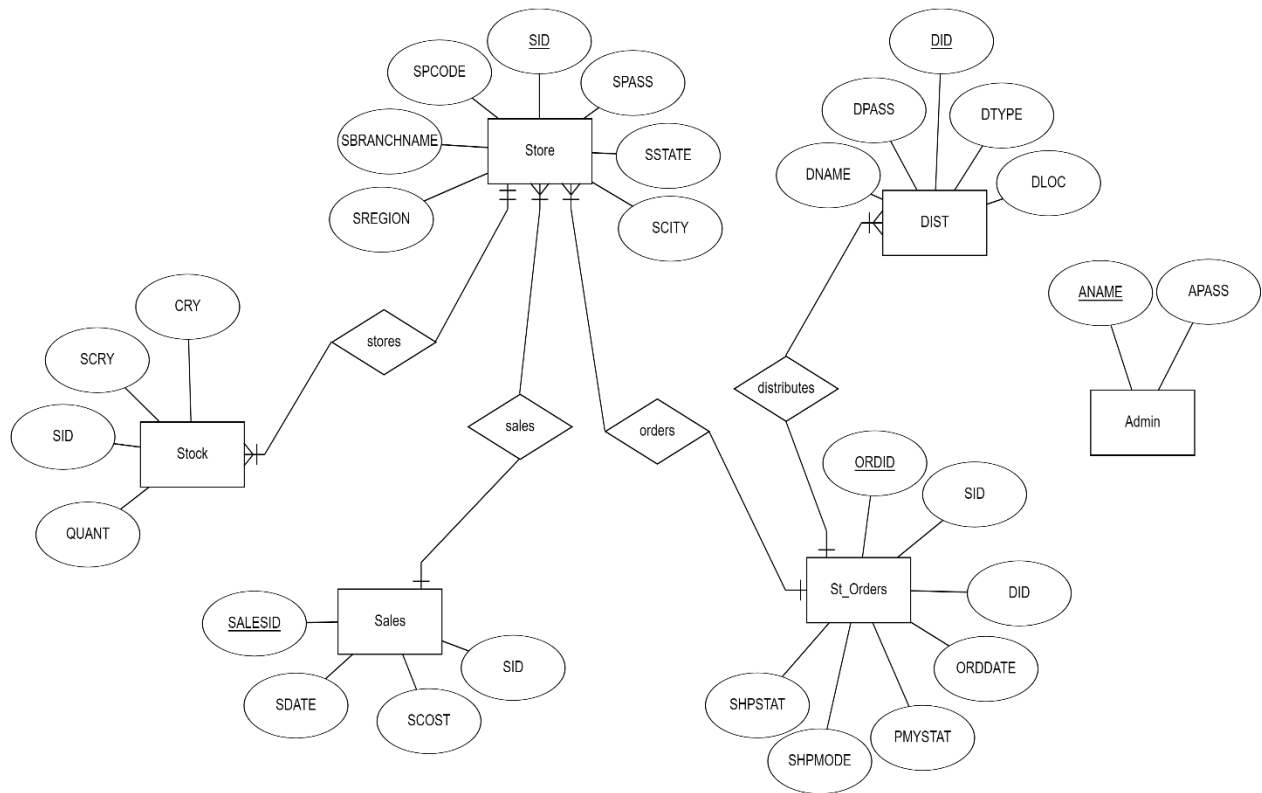 SID
DID
SPCODE
SPASS
DPASS
DTYPE
SBRANCHNAME
Store
SSTATE
DNAME
DLOC
SREGION
SCITY
DIST
CRY
ANAME
APASS
stores
SCRY
distributes
Admin
sales
orders
SID
Stock
ORDID
SID
QUANT
St_Orders
DID
SALESID
Sales
SID
ORDDATE
SDATE
SCOST
SHPSTAT
PMYSTAT
SHPMODE